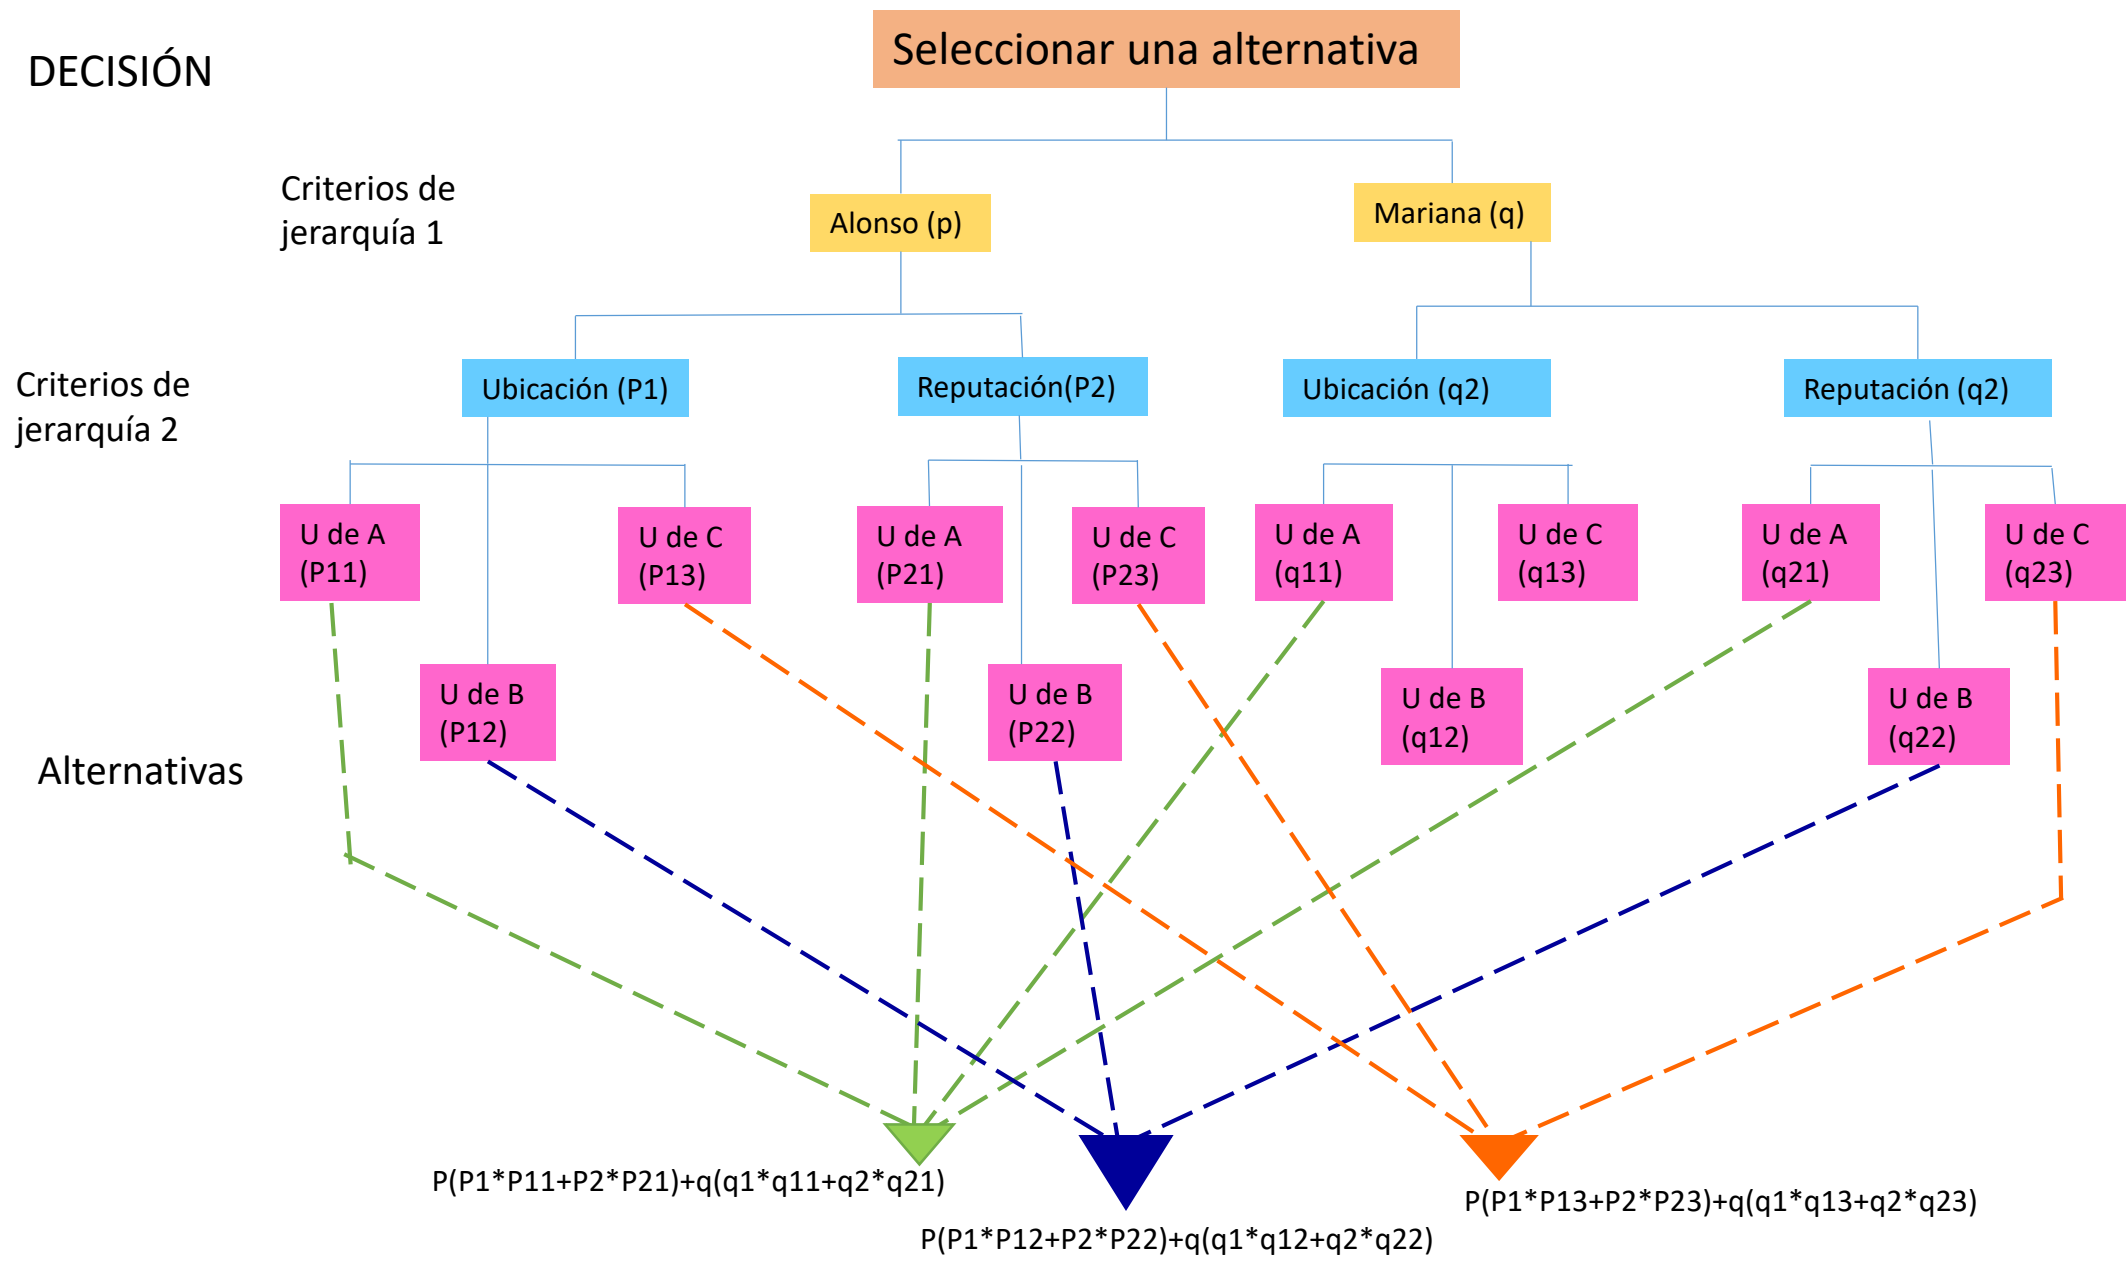 Seleccionar una alternativa
DECISIÓN
Criterios de
jerarquía 1
Alonso (p)
Mariana (q)
Criterios de
jerarquía 2
Ubicación (P1)
Reputación(P2)
Ubicación (q2)
Reputación (q2)
U de A
(P11)
U de C
(P13)
U de A
(P21)
U de C
(P23)
U de A
(q11)
U de C
(q13)
U de A
(q21)
U de C
(q23)
U de B
(P12)
U de B
(P22)
U de B
(q12)
U de B
(q22)
Alternativas
P(P1*P11+P2*P21)+q(q1*q11+q2*q21)
P(P1*P13+P2*P23)+q(q1*q13+q2*q23)
P(P1*P12+P2*P22)+q(q1*q12+q2*q22)